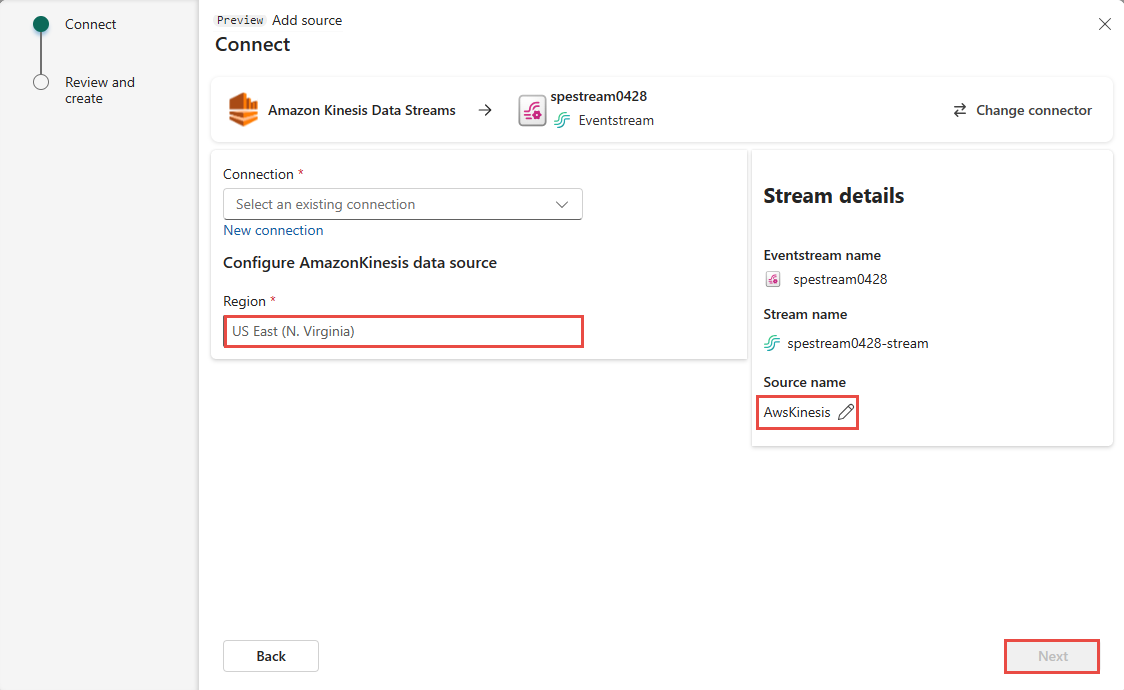 Connect
Review and
create
Preview Add source
Connect
Amazon Kinesis Data Streams
spestream0428
Eventstream
Change connector
Connection *
Select an existing connection
New connection
Configure AmazonKinesis data source
Region *
US East (N. Virginia)
Stream details
Eventstream name
spestream0428
Stream name
spestream0428-stream
Source name
AwsKinesis
Back
Next